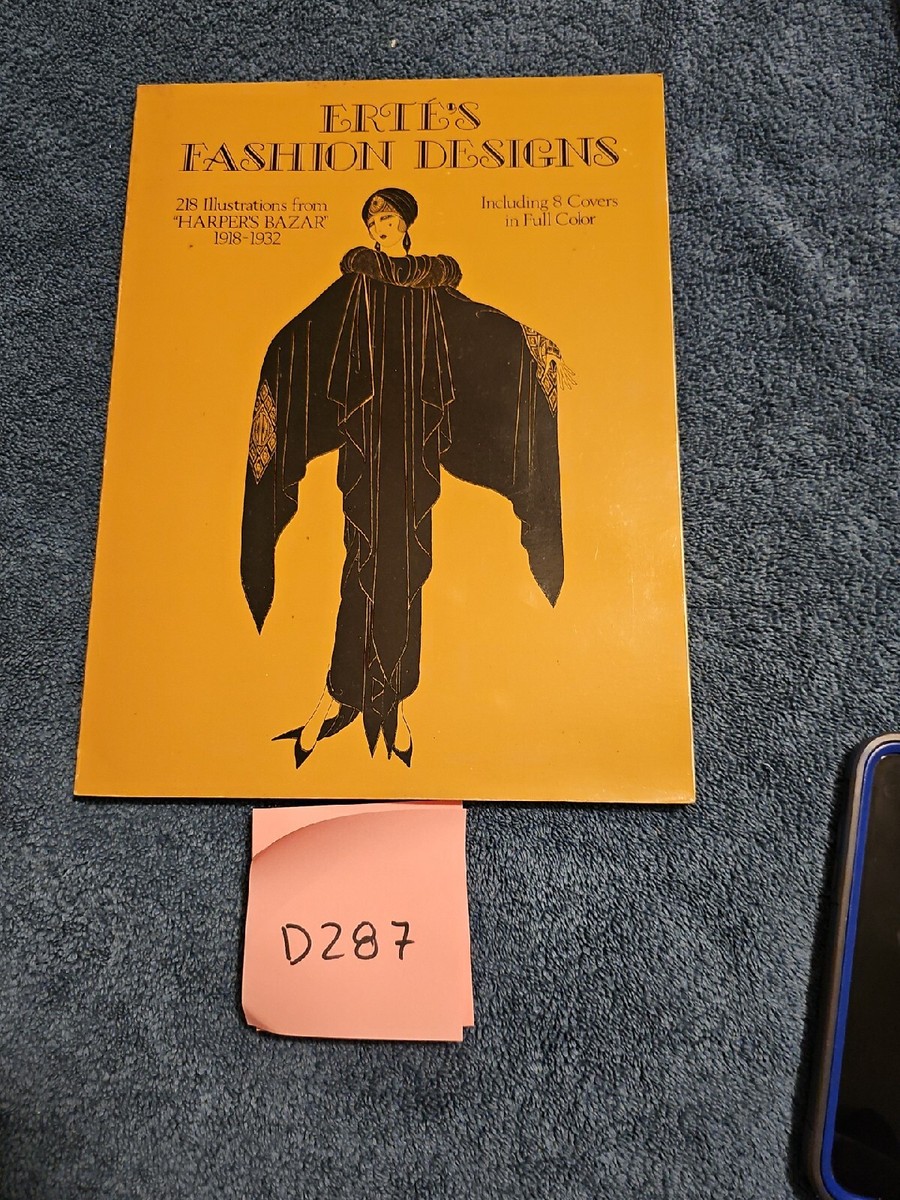 ERTÉ'S
FASHION DESIGNS
218 Illustrations from
"HARPER'S BAZAR"
1918-1932
Including 8 Covers
in Full Color
D287